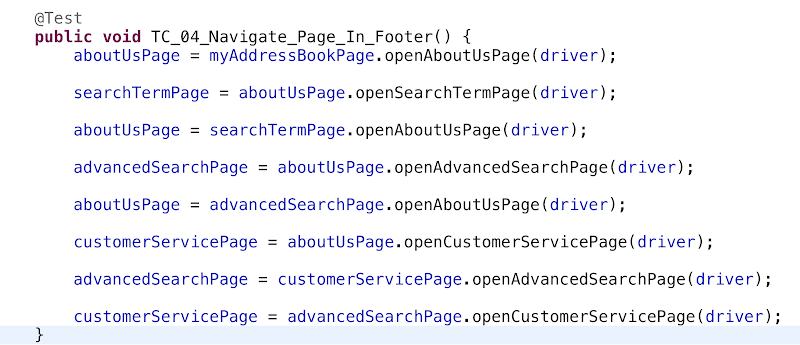 @Test
public void TC_04_Navigate_Page_In_Footer() {
aboutUsPage = myAddressBookPage.openAboutUsPage(driver);
searchTermPage = aboutUsPage.openSearchTermPage(driver);
aboutUsPage = searchTermPage.openAboutUsPage(driver);
advancedSearchPage = aboutUsPage.openAdvancedSearchPage(driver);
aboutUsPage = advancedSearchPage.openAboutUsPage(driver);
customerServicePage = aboutUsPage.openCustomerServicePage(driver);
advancedSearchPage = customerServicePage.openAdvancedSearchPage(driver);
customerServicePage = advancedSearchPage.openCustomerServicePage(driver);
}